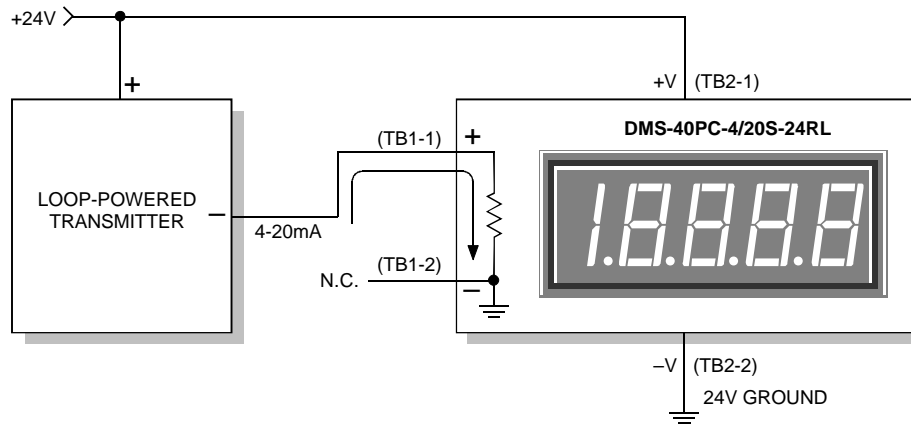 +24V
+
+V (TB2-1)
DMS-40PC-4/20S-24RL
(TB1-1)
+
1.8.8.8.8
LOOP-POWERED
TRANSMITTER
–
4-20mA
(TB1-2)
N.C.
–
–V (TB2-2)
24V GROUND